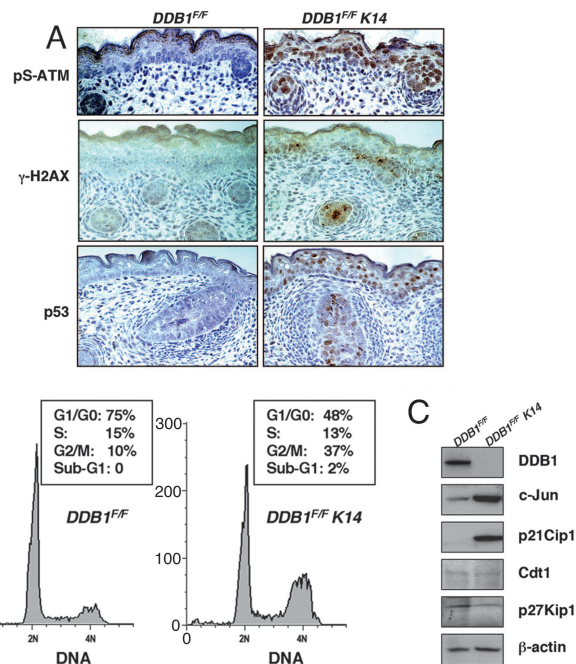 DDB1F/F DDB1F/F K14
A
pS-ATM
γ-H2AX
p53
G1/G0: 75%
S: 15%
G2/M: 10%
Sub-G1: 0
DDB1F/F
2N 4N
DNA
300
200
100
0
G1/G0: 48%
S: 13%
G2/M: 37%
Sub-G1: 2%
DDB1F/F K14
2N 4N
DNA
C
DDB1F/F DDB1F/F K14
DDB1
c-Jun
p21Cip1
Cdt1
p27Kip1
β-actin